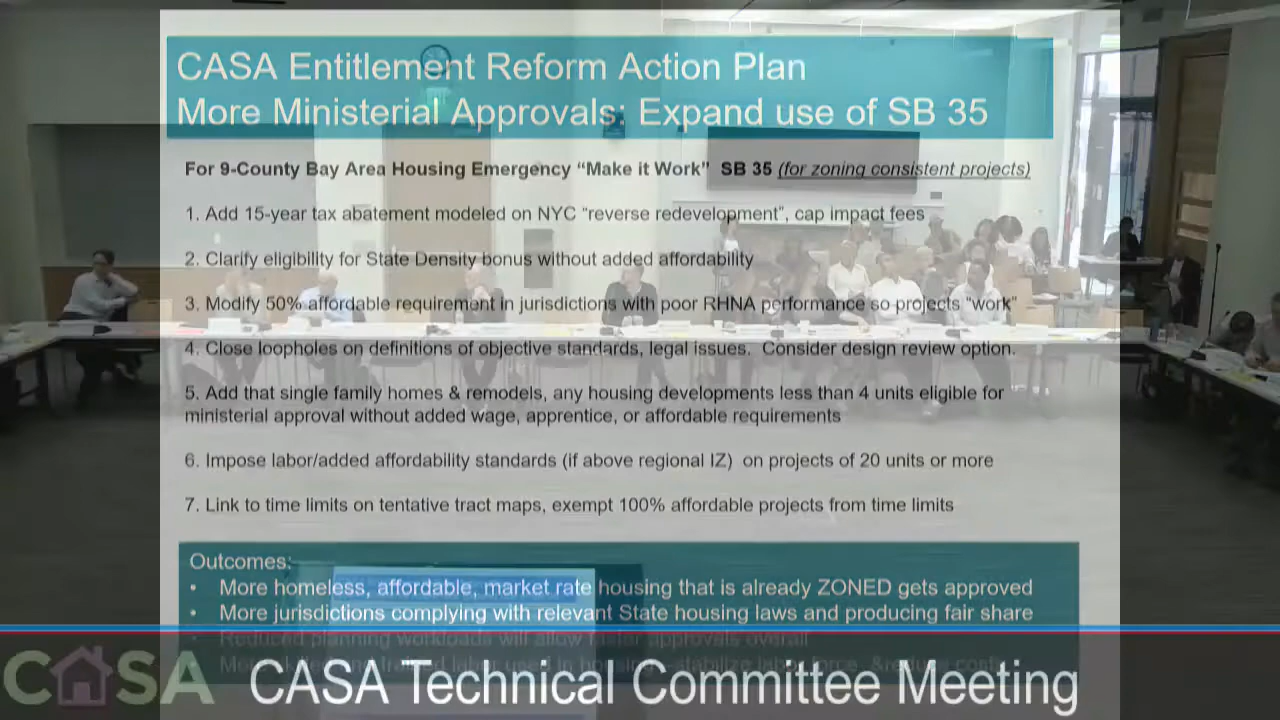 CASA Entitlement Reform Action Plan
More Ministerial Approvals: Expand use of SB 35
For 9-County Bay Area Housing Emergency “Make it Work” SB 35 (for zoning consistent projects)
1. Add 15-year tax abatement modeled on NYC “reverse redevelopment”, cap impact fees
2. Clarify eligibility for State Density bonus without added affordability
3. Modify 50% affordable requirement in jurisdictions with poor RHNA performance so projects “work”
4. Close loopholes on definitions of objective standards, legal issues. Consider design review option.
5. Add that single family homes & remodels, any housing developments less than 4 units eligible for
ministerial approval without added wage, apprentice, or affordable requirements
6. Impose labor/added affordability standards (if above regional IZ) on projects of 20 units or more
7. Link to time limits on tentative tract maps, exempt 100% affordable projects from time limits
Outcomes:
• More homeless, affordable, market rate housing that is already ZONED gets approved
• More jurisdictions complying with relevant State housing laws and producing fair share
Reduced planning workloads will allow faster approvals overall
CASA
CASA Technical Committee Meeting